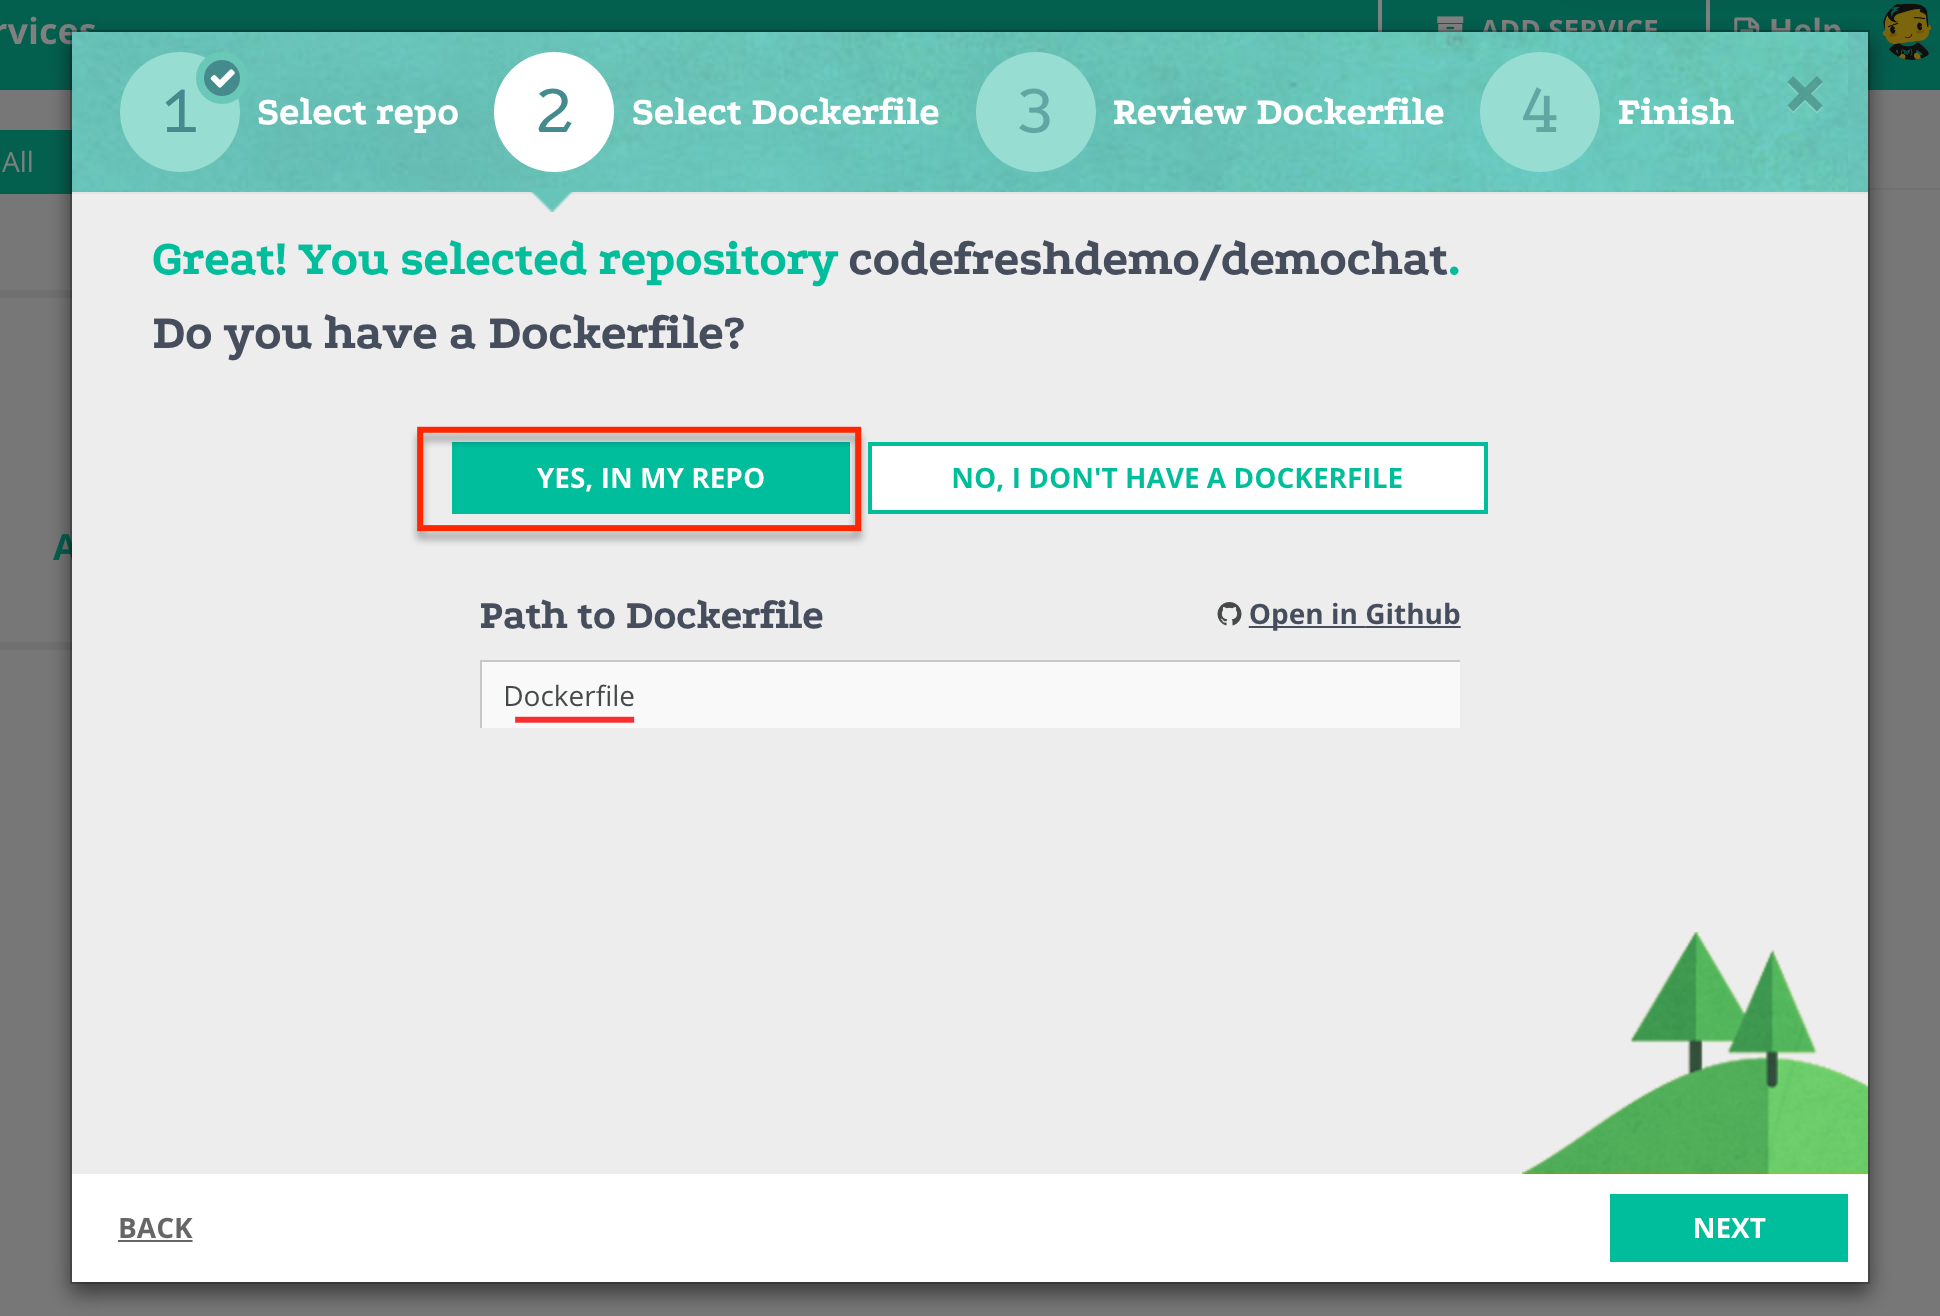 ADD SERVICE
Help
All
1
Select repo
2
Select Dockerfile
3
Review Dockerfile
4
Finish
Great! You selected repository codefreshdemo/demochat.
Do you have a Dockerfile?
YES, IN MY REPO
NO, I DON'T HAVE A DOCKERFILE
Path to Dockerfile
Open in Github
Dockerfile
BACK
NEXT